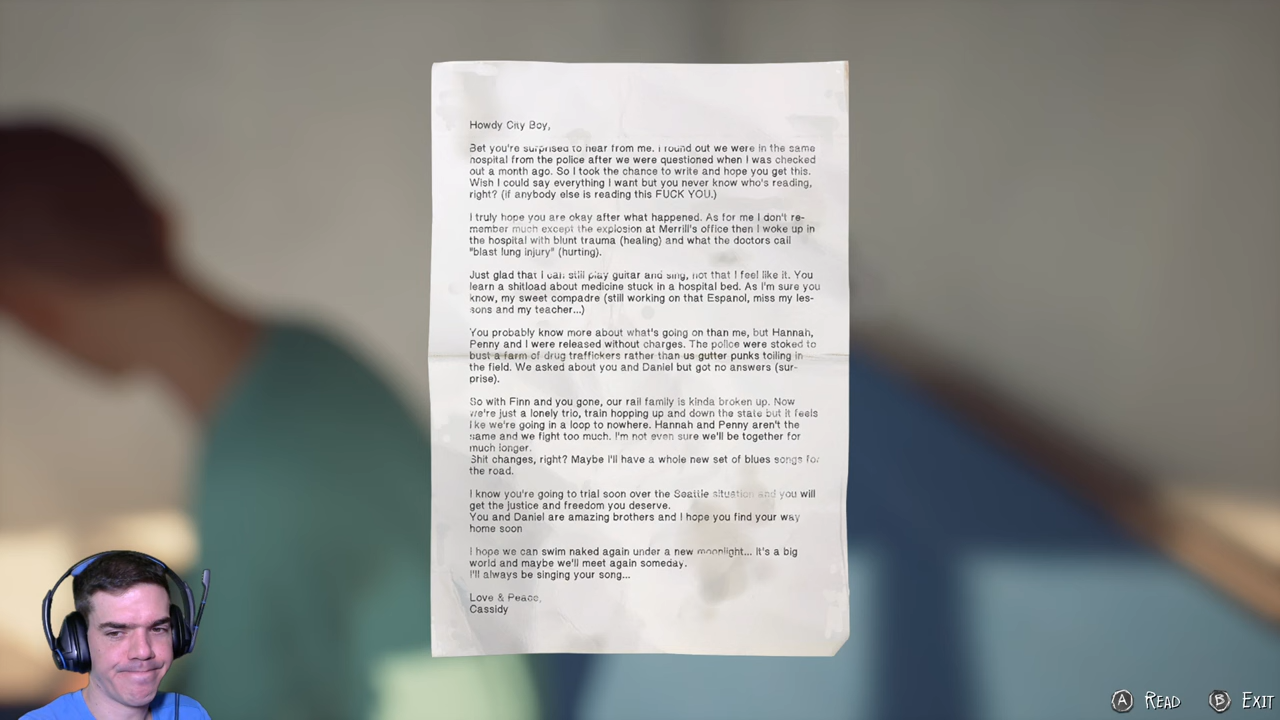 Howdy City Boy,
Bet you're surprised to hear from me. I found out we were in the same
hospital from the police after we were questioned when I was checked
out a month ago. So I took the chance to write and hope you get this.
Wish I could say everything I want but you never know who's reading,
right? (if anybody else is reading this FUCK YOU.)
I truly hope you are okay after what happened. As for me I don't re-
member much except the explosion at Merrill's office then I woke up in
the hospital with blunt trauma (healing) and what the doctors call
"blast lung injury" (hurting).
Just glad that I can still play guitar and sing, not that I feel like it. You
learn a shitload about medicine stuck in a hospital bed. As I'm sure you
know, my sweet compadre (still working on that Espanol, miss my les-
sons and my teacher...)
You probably know more about what's going on than me, but Hannah,
Penny and I were released without charges. The police were stoked to
bust a farm of drug traffickers rather than us gutter punks toiling in
the field. We asked about you and Daniel but got no answers (sur-
prise).
So with Finn and you gone, our rail family is kinda broken up. Now
we're just a lonely trio, train hopping up and down the state but it feels
like we're going in a loop to nowhere. Hannah and Penny aren't the
same and we fight too much. I'm not even sure we'll be together for
much longer.
Shit changes, right? Maybe I'll have a whole new set of blues songs for
the road.
I know you're going to trial soon over the Seattle situation and you will
get the justice and freedom you deserve.
You and Daniel are amazing brothers and I hope you find your way
home soon
I hope we can swim naked again under a new moonlight... It's a big
world and maybe we'll meet again someday.
I'll always be singing your song...
Love & Peace,
Cassidy
A READ B EXIT